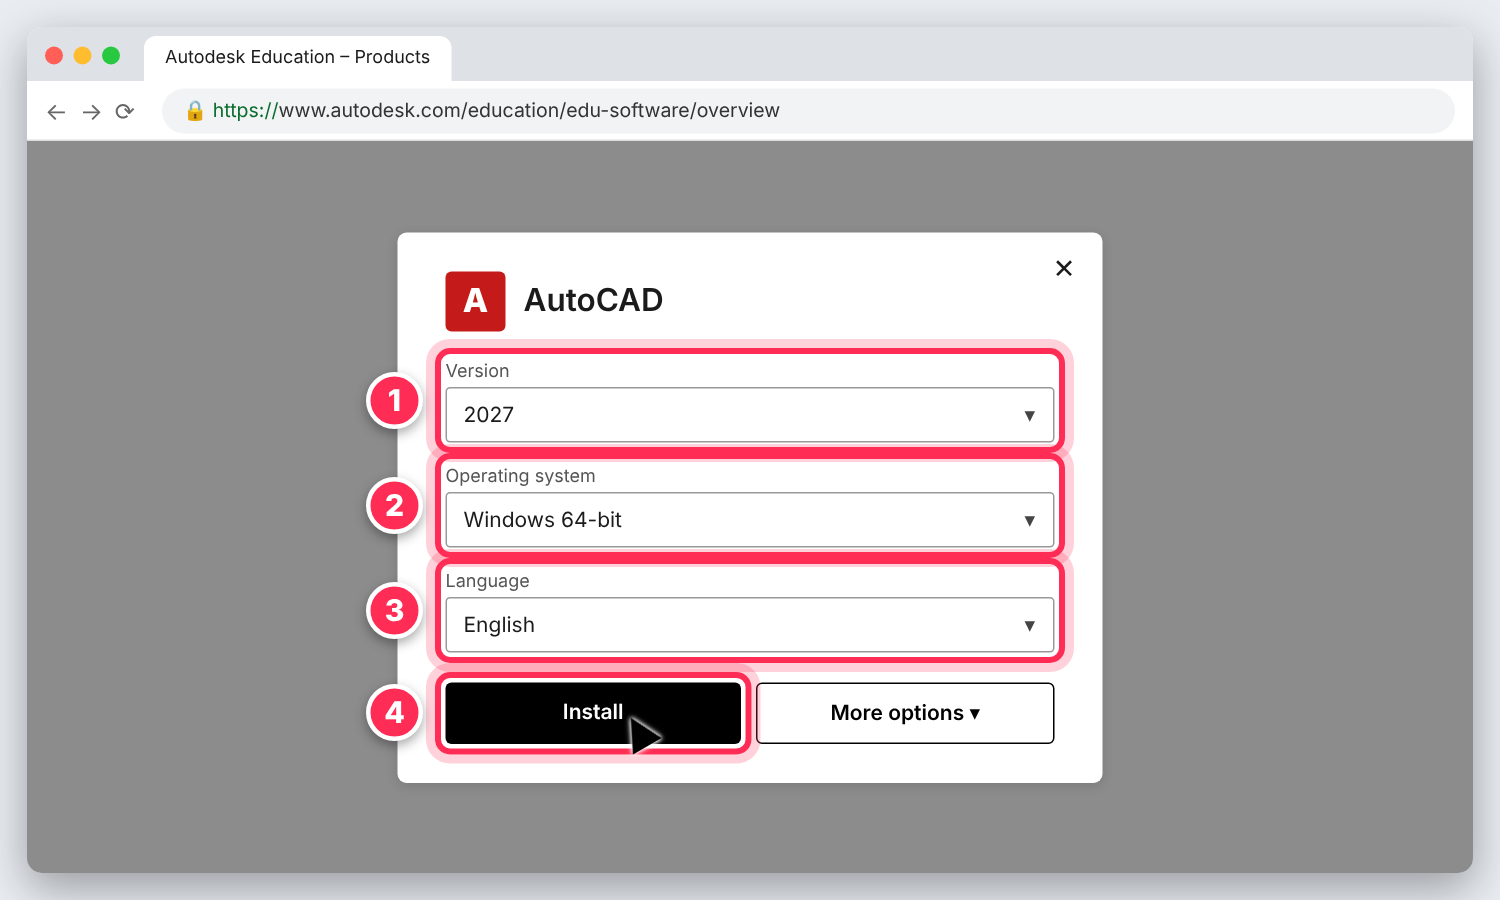 Autodesk Education – Products
https://www.autodesk.com/education/edu-software/overview
A AutoCAD
1
Version
2027
2
Operating system
Windows 64-bit
3
Language
English
4
Install
More options